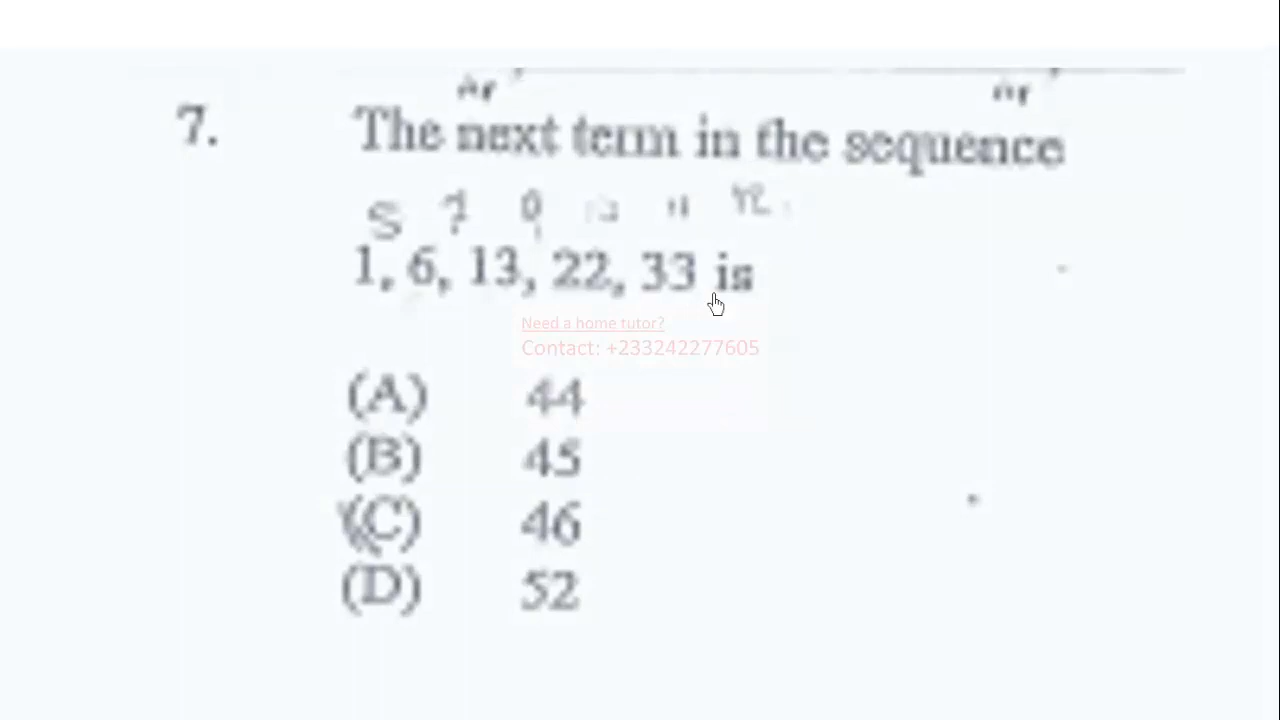 7. The next term in the sequence
1, 6, 13, 22, 33 is
Need a home tutor?
Contact: +233242277605
(A) 44
(B) 45
(C) 46
(D) 52